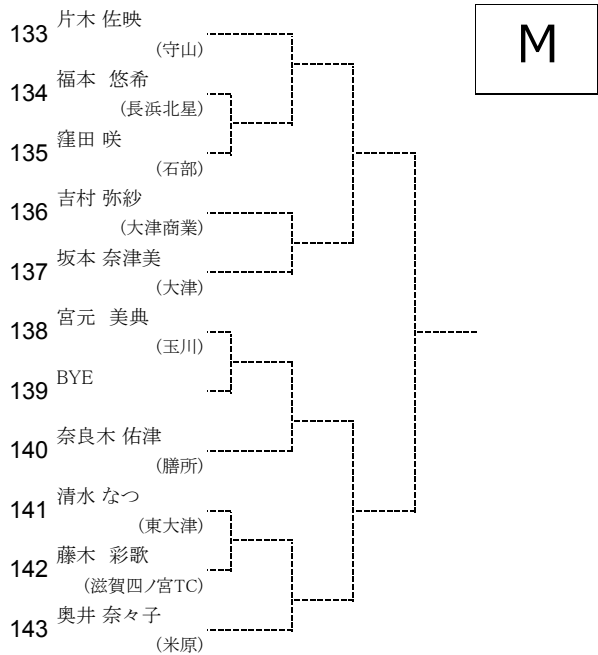 M
133 片木 佐映
(守山)
134 福本 悠希
(長浜北星)
135 窪田 咲
(石部)
136 吉村 弥紗
(大津商業)
137 坂本 奈津美
(大津)
138 宮元 美典
(玉川)
139 BYE
140 奈良木 佑津
(膳所)
141 清水 なつ
(東大津)
142 藤木 彩歌
(滋賀四ノ宮TC)
143 奥井 奈々子
(米原)